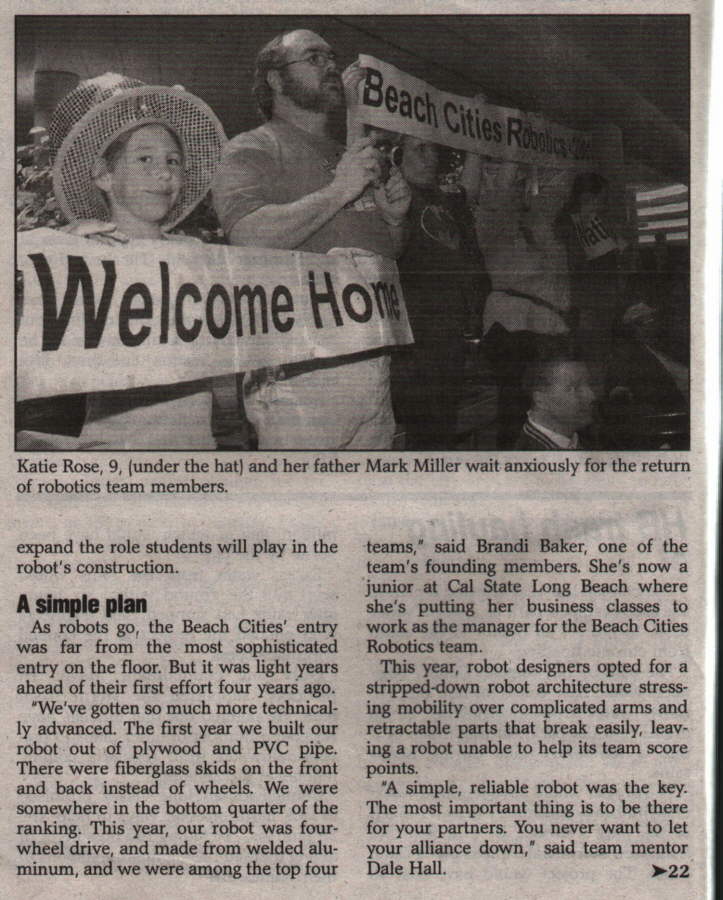 Beach Cities Robotics
Welcome Home
Katie Rose, 9, (under the hat) and her father Mark Miller wait anxiously for the return
of robotics team members.
expand the role students will play in the
robot's construction.
A simple plan
As robots go, the Beach Cities' entry
was far from the most sophisticated
entry on the floor. But it was light years
ahead of their first effort four years ago.
"We've gotten so much more technical-
ly advanced. The first year we built our
robot out of plywood and PVC pipe.
There were fiberglass skids on the front
and back instead of wheels. We were
somewhere in the bottom quarter of the
ranking. This year, our robot was four-
wheel drive, and made from welded alu-
minum, and we were among the top four
teams," said Brandi Baker, one of the
team's founding members. She's now a
junior at Cal State Long Beach where
she's putting her business classes to
work as the manager for the Beach Cities
Robotics team.
This year, robot designers opted for a
stripped-down robot architecture stress-
ing mobility over complicated arms and
retractable parts that break easily, leav-
ing a robot unable to help its team score
points.
"A simple, reliable robot was the key.
The most important thing is to be there
for your partners. You never want to let
your alliance down," said team mentor
Dale Hall.
➤22